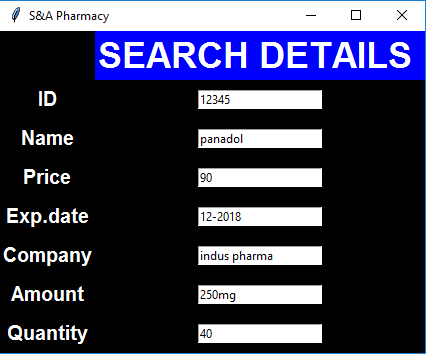 S&A Pharmacy
SEARCH DETAILS
ID 12345
Name panadol
Price 90
Exp.date 12-2018
Company indus pharma
Amount 250mg
Quantity 40